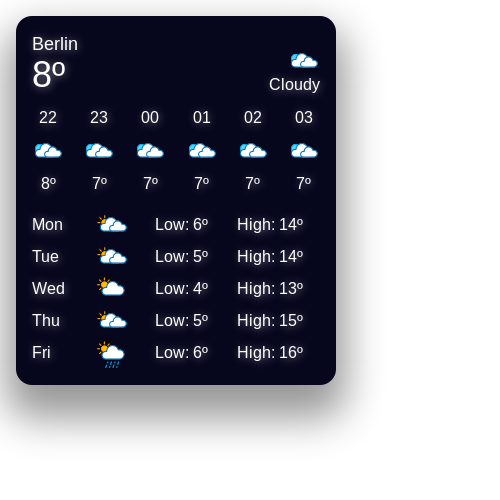 Berlin
8º
Cloudy
22 23 00 01 02 03
8º 7º 7º 7º 7º 7º
Mon Low: 6º High: 14º
Tue Low: 5º High: 14º
Wed Low: 4º High: 13º
Thu Low: 5º High: 15º
Fri Low: 6º High: 16º